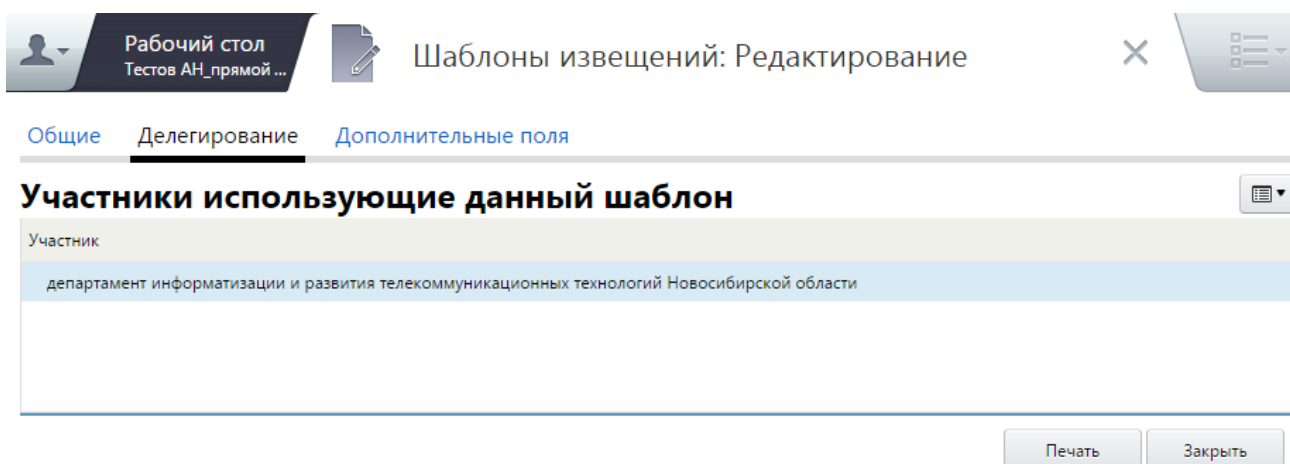 Рабочий стол
Тестов АН_прямой ...
Шаблоны извещений: Редактирование
Общие Делегирование Дополнительные поля
Участники использующие данный шаблон
Участник
департамент информатизации и развития телекоммуникационных технологий Новосибирской области
Печать Закрыть